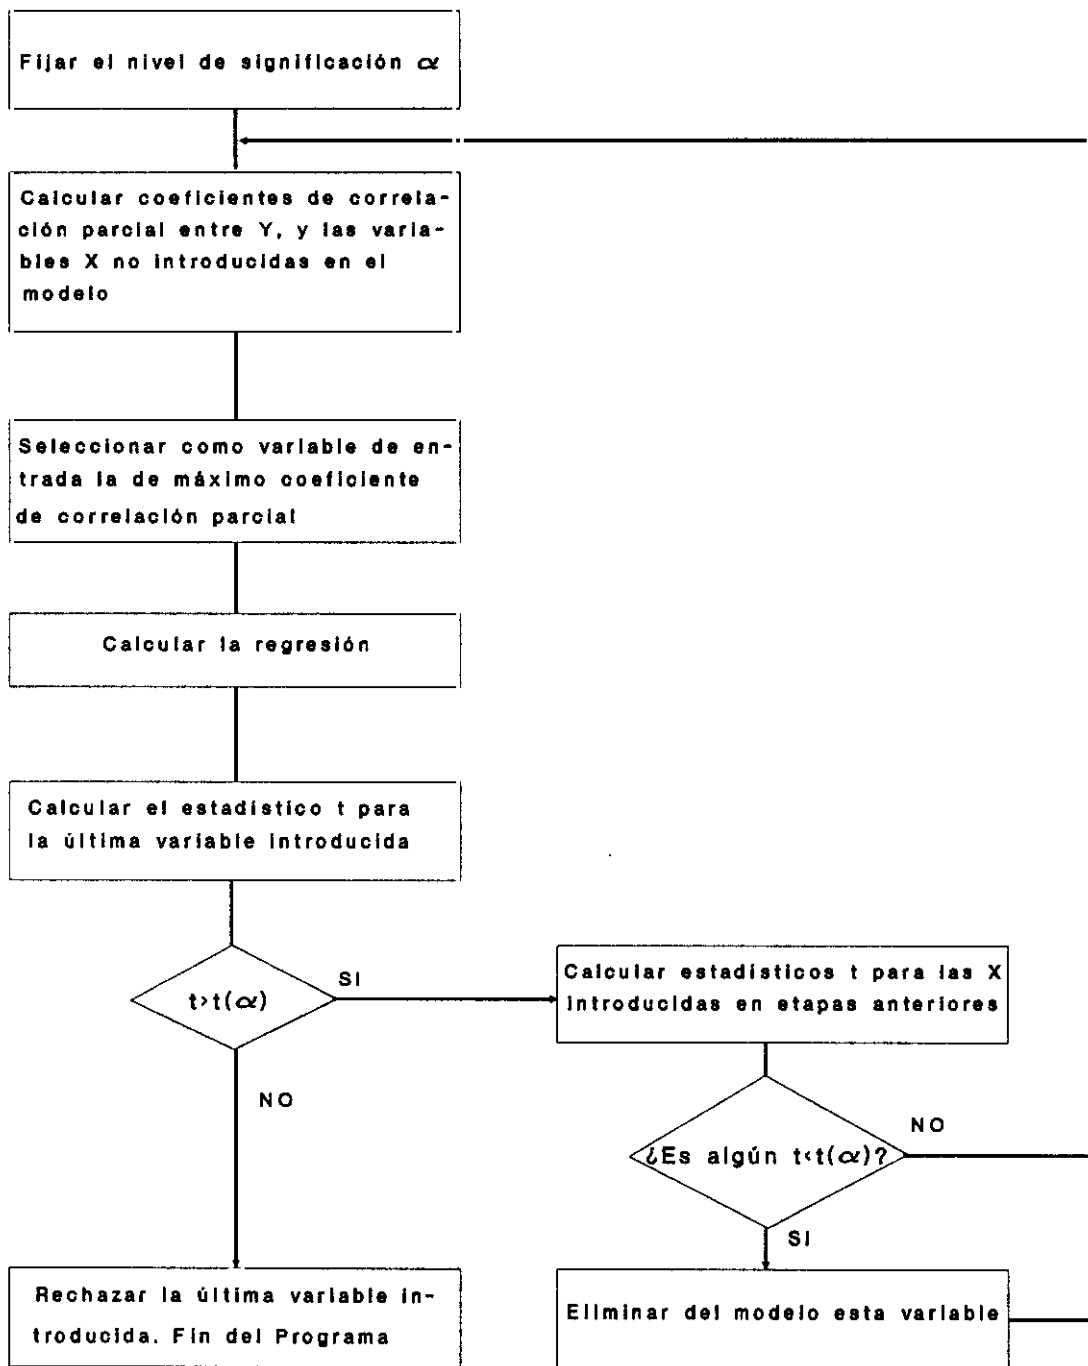 Fijar el nivel de significación α
Calcular coeficientes de correla-
ción parcial entre Y, y las varia-
bles X no introducidas en el
modelo
Seleccionar como variable de en-
trada la de máximo coeficiente
de correlación parcial
Calcular la regresión
Calcular el estadístico t para
la última variable introducida
t>t(α)
SI
NO
Calcular estadísticos t para las X
introducidas en etapas anteriores
¿Es algún t<t(α)?
NO
SI
Rechazar la última variable in-
troducida. Fin del Programa
Eliminar del modelo esta variable